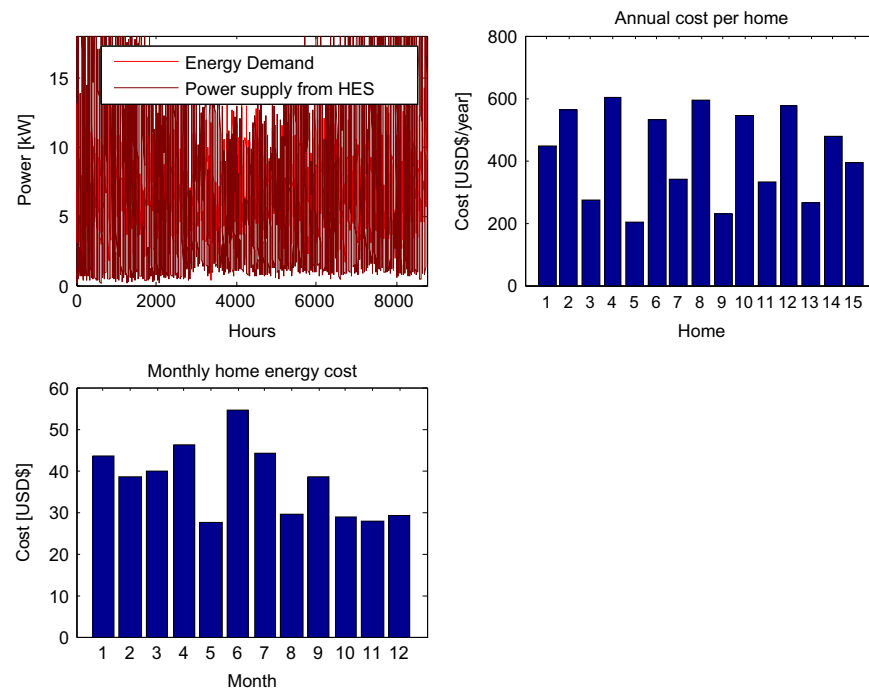 Energy Demand
Power supply from HES
Power [kW]
15
10
5
0
0 2000 4000 6000 8000
Hours
Annual cost per home
Cost [USD$/year]
800
600
400
200
0
1 2 3 4 5 6 7 8 9 10 11 12 13 14 15
Home
Monthly home energy cost
Cost [USD$]
60
50
40
30
20
10
0
1 2 3 4 5 6 7 8 9 10 11 12
Month